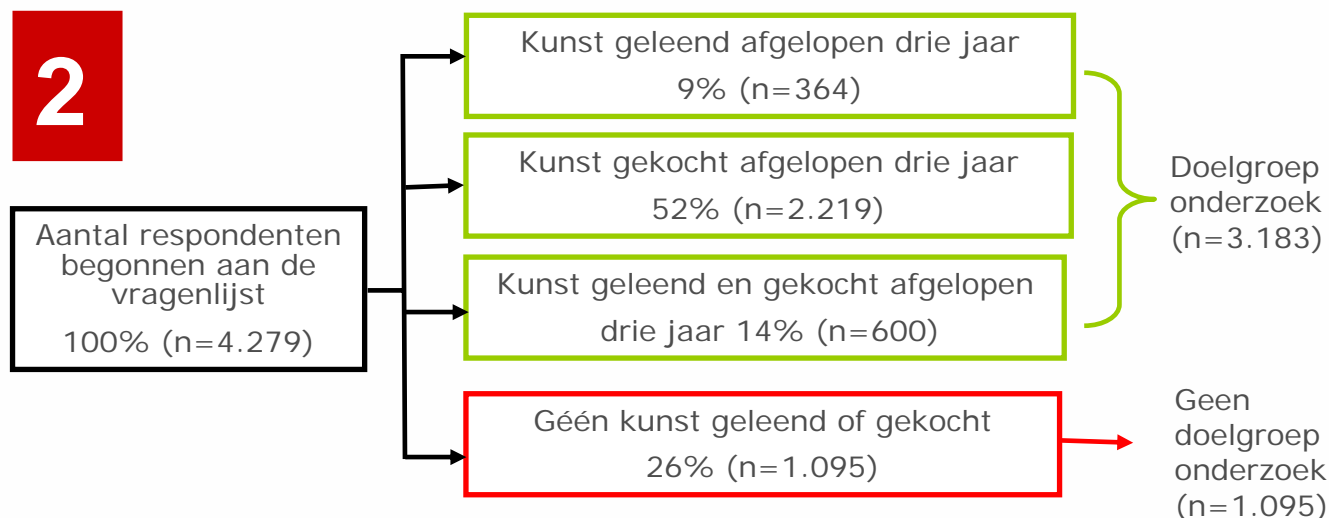 2
Aantal respondenten
begonnen aan de
vragenlijst
100% (n=4.279)
Kunst geleend afgelopen drie jaar
9% (n=364)
Kunst gekocht afgelopen drie jaar
52% (n=2.219)
Kunst geleend en gekocht afgelopen
drie jaar 14% (n=600)
Géén kunst geleend of gekocht
26% (n=1.095)
Doelgroep
onderzoek
(n=3.183)
Geen
doelgroep
onderzoek
(n=1.095)